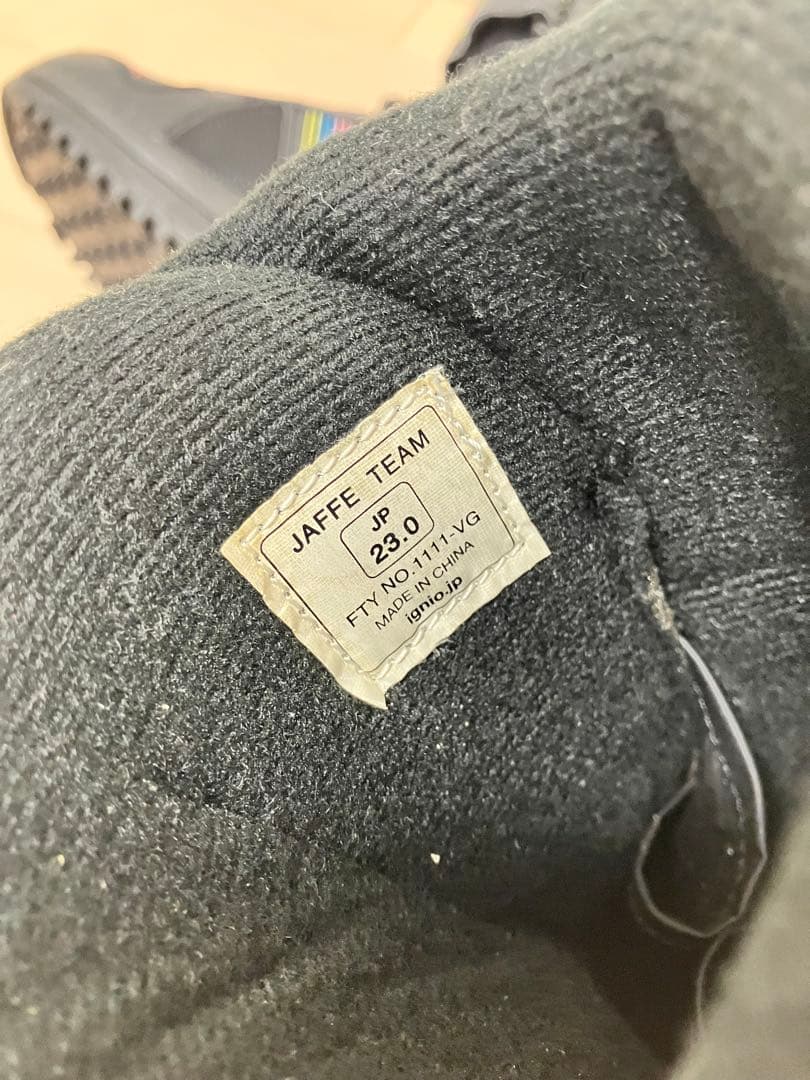 JAFFE TEAM
JP
23.0
FTY NO.1111-VG
MADE IN CHINA
ignio.jp